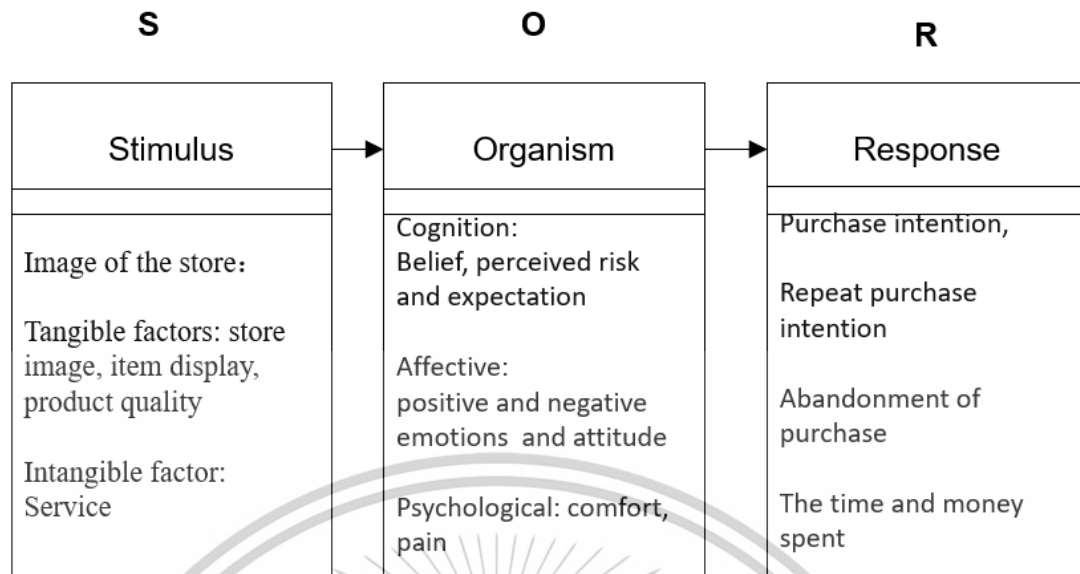 S
O
R
Stimulus
Organism
Response
Image of the store：
Tangible factors: store
image, item display,
product quality
Intangible factor:
Service
Cognition:
Belief, perceived risk
and expectation
Affective:
positive and negative
emotions and attitude
Psychological: comfort,
pain
Purchase intention,
Repeat purchase
intention
Abandonment of
purchase
The time and money
spent